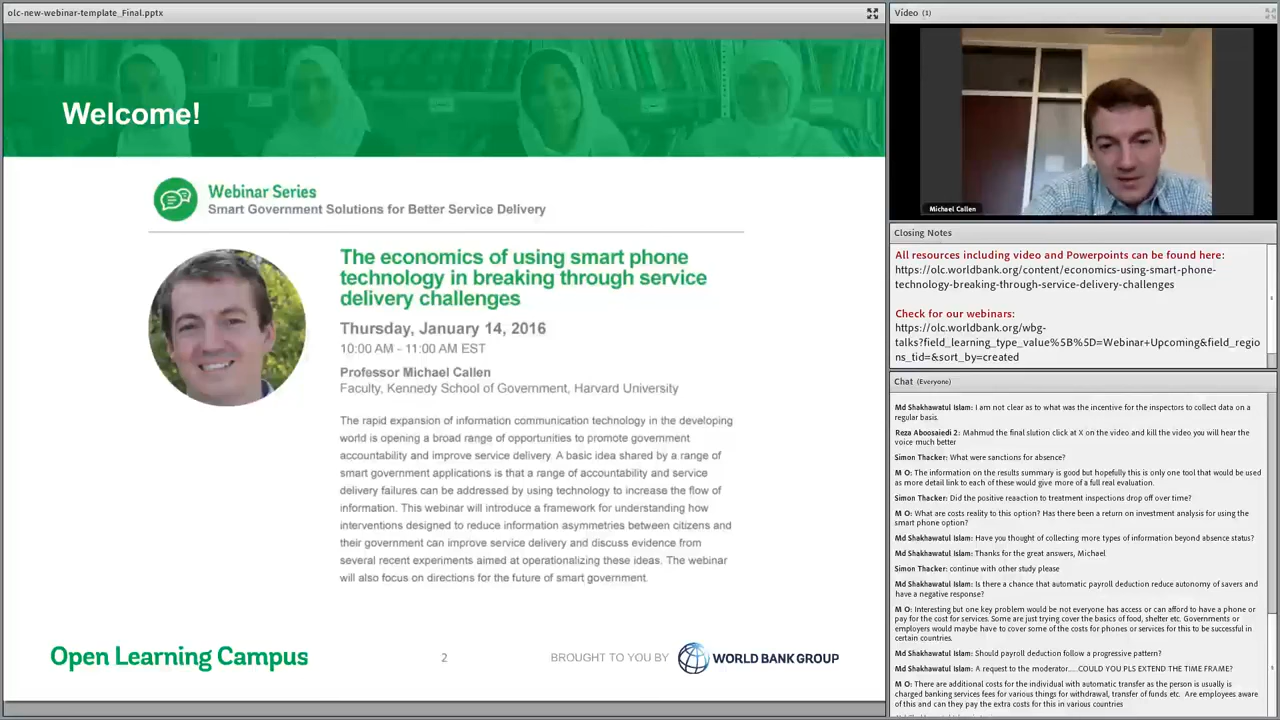 olc-new-webinar-template_Final.pptx
Welcome!
Webinar Series
Smart Government Solutions for Better Service Delivery
The economics of using smart phone
technology in breaking through service
delivery challenges
Thursday, January 14, 2016
10:00 AM - 11:00 AM EST
Professor Michael Callen
Faculty, Kennedy School of Government, Harvard University
The rapid expansion of information communication technology in the developing
world is opening a broad range of opportunities to promote government
accountability and improve service delivery. A basic idea shared by a range of
smart government applications is that a range of accountability and service
delivery failures can be addressed by using technology to increase the flow of
information. This webinar will introduce a framework for understanding how
interventions designed to reduce information asymmetries between citizens and
their government can improve service delivery and discuss evidence from
several recent experiments aimed at operationalizing these ideas. The webinar
will also focus on directions for the future of smart government.
Open Learning Campus
2
BROUGHT TO YOU BY
WORLD BANK GROUP
Video (1)
Michael Callen
Closing Notes
All resources including video and Powerpoints can be found here:
https://olc.worldbank.org/content/economics-using-smart-phone-
technology-breaking-through-service-delivery-challenges
Check for our webinars:
https://olc.worldbank.org/wbg-
talks?field_learning_type_value%5B%5D=Webinar+Upcoming&field_regio
ns_tid=&sort_by=created
Chat (Everyone)
Md Shakhawatul Islam: I am not clear as to what was the incentive for the inspectors to collect data on a
regular basis.
Reza Aboosaiedi 2: Mahmud the final slution click at X on the video and kill the video you will hear the
voice much better
Simon Thacker: What were sanctions for absence?
M O: The information on the results summary is good but hopefully this is only one tool that would be used
as more detail link to each of these would give more of a full real evaluation.
Simon Thacker: Did the positive reaaction to treatment inspections drop off over time?
M O: What are costs reality to this option? Has there been a return on investment analysis for using the
smart phone option?
Md Shakhawatul Islam: Have you thought of collecting more types of information beyond absence status?
Md Shakhawatul Islam: Thanks for the great answers, Michael
Simon Thacker: continue with other study please
Md Shakhawatul Islam: Is there a chance that automatic payroll deduction reduce autonomy of savers and
have a negative response?
M O: Interesting but one key problem would be not everyone has access or can afford to have a phone or
pay for the cost for services. Some are just trying cover the basics of food, shelter etc. Governments or
employers would maybe have to cover some of the costs for phones or services for this to be successful in
certain countries.
Md Shakhawatul Islam: Should payroll deduction follow a progressive pattern?
Md Shakhawatul Islam: A request to the moderator.....COULD YOU PLS EXTEND THE TIME FRAME?
M O: There are additional costs for the individual with automatic transfer as the person is usually is
charged banking services fees for various things for withdrawal, transfer of funds etc. Are employees aware
of this and can they pay the extra costs for this in various countries